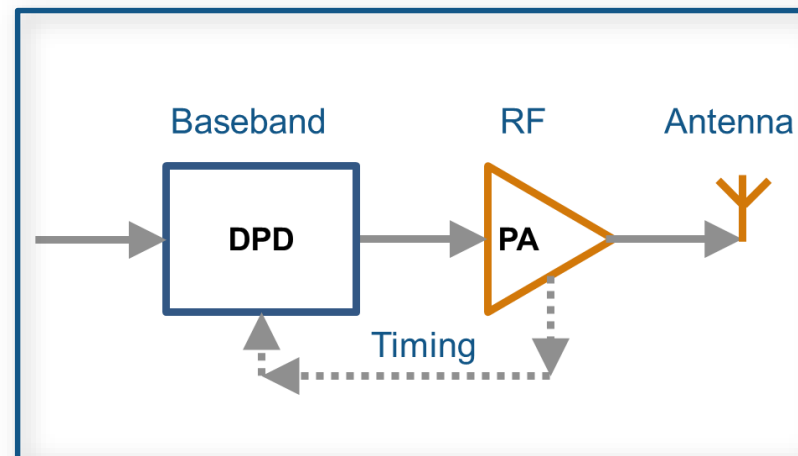 Baseband
RF
Antenna
DPD
PA
Timing